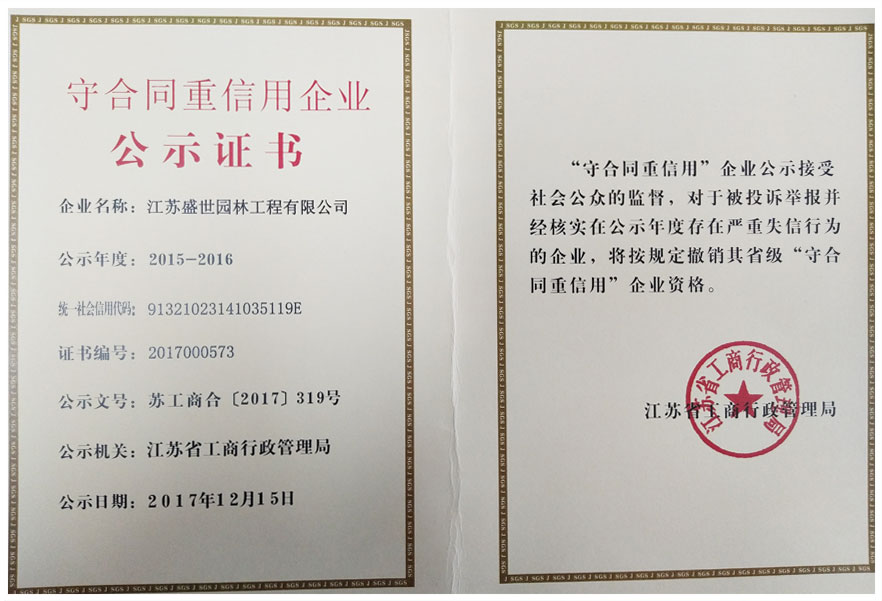 守合同重信用企业
公示证书
企业名称：江苏盛世园林工程有限公司
公示年度：2015-2016
统一社会信用代码：91321023141035119E
证书编号：2017000573
公示文号：苏工商合〔2017〕319号
公示机关：江苏省工商行政管理局
公示日期：2017年12月15日
“守合同重信用”企业公示接受
社会公众的监督，对于被投诉举报并
经核实在公示年度存在严重失信行为
的企业，将按规定撤销其省级“守合
同重信用”企业资格。
江苏省工商行政管理局
江苏省工商行政管理局